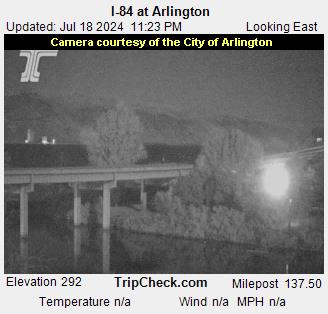 I-84 at Arlington
Updated: Jul 18 2024 11:23 PM Looking East
Camera courtesy of the City of Arlington
Elevation 292 TripCheck.com Milepost 137.50
Temperature n/a Wind n/a MPH n/a